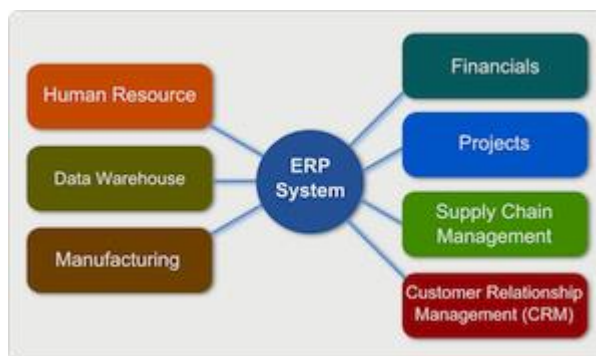 Human Resource
Data Warehouse
Manufacturing
ERP
System
Financials
Projects
Supply Chain
Management
Customer Relationship
Management (CRM)